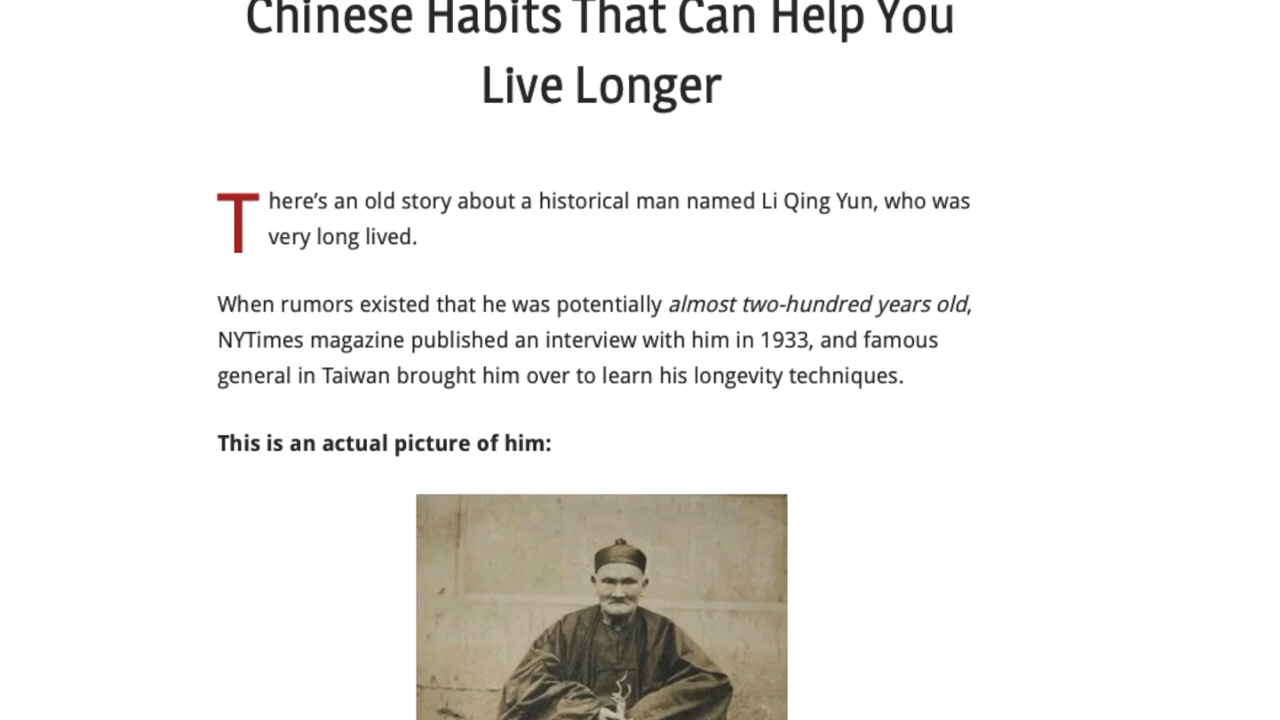 Chinese Habits That Can Help You
Live Longer
There’s an old story about a historical man named Li Qing Yun, who was
very long lived.
When rumors existed that he was potentially almost two-hundred years old,
NYTimes magazine published an interview with him in 1933, and famous
general in Taiwan brought him over to learn his longevity techniques.
This is an actual picture of him: